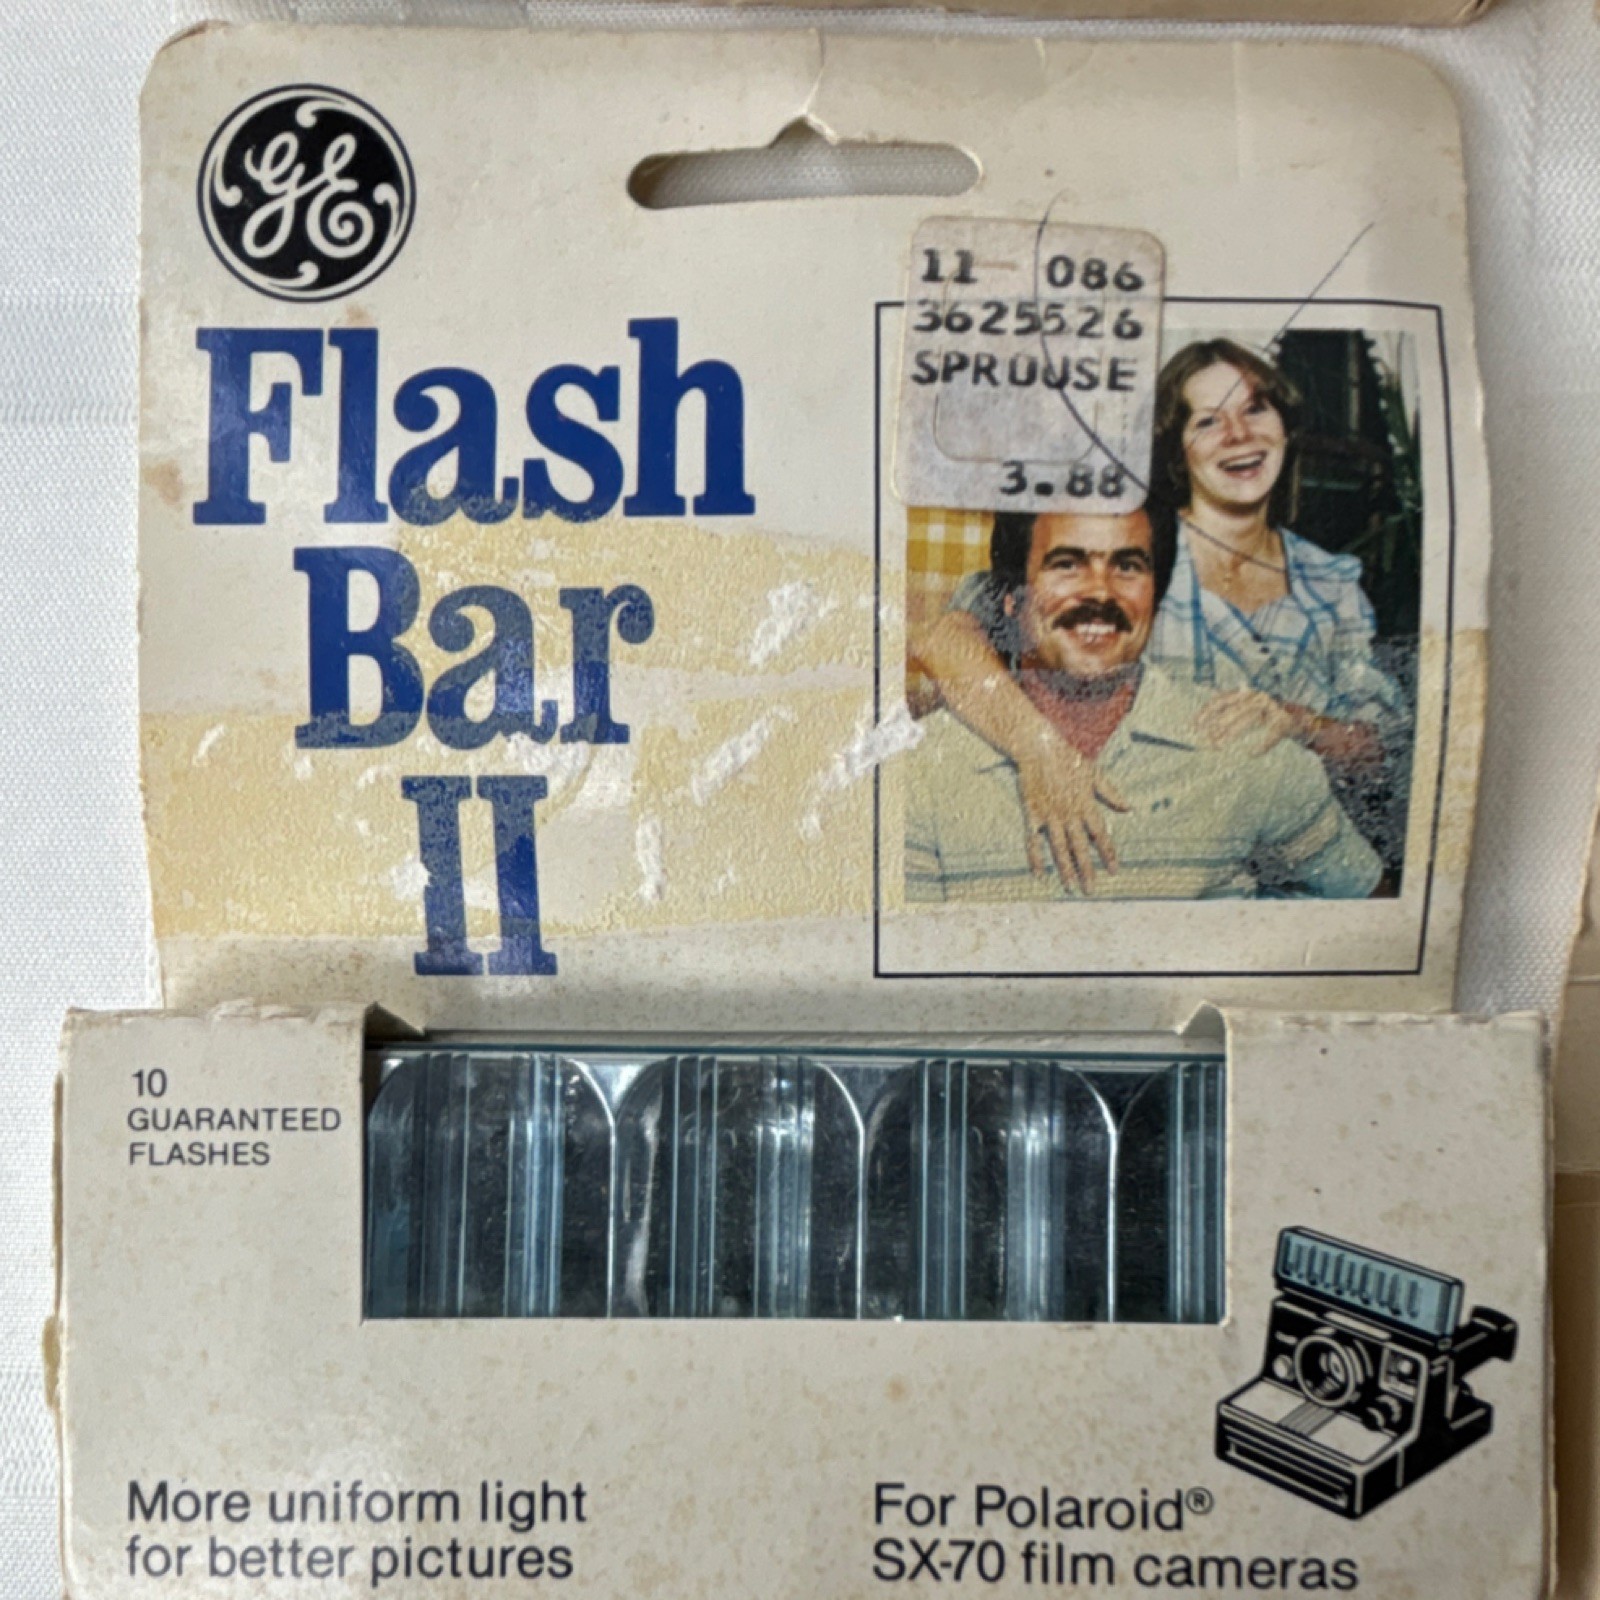 GE
11 086
3625526
SPROUSE
3.88
Flash
Bar
II
10
GUARANTEED
FLASHES
More uniform light
for better pictures
For Polaroid®
SX-70 film cameras